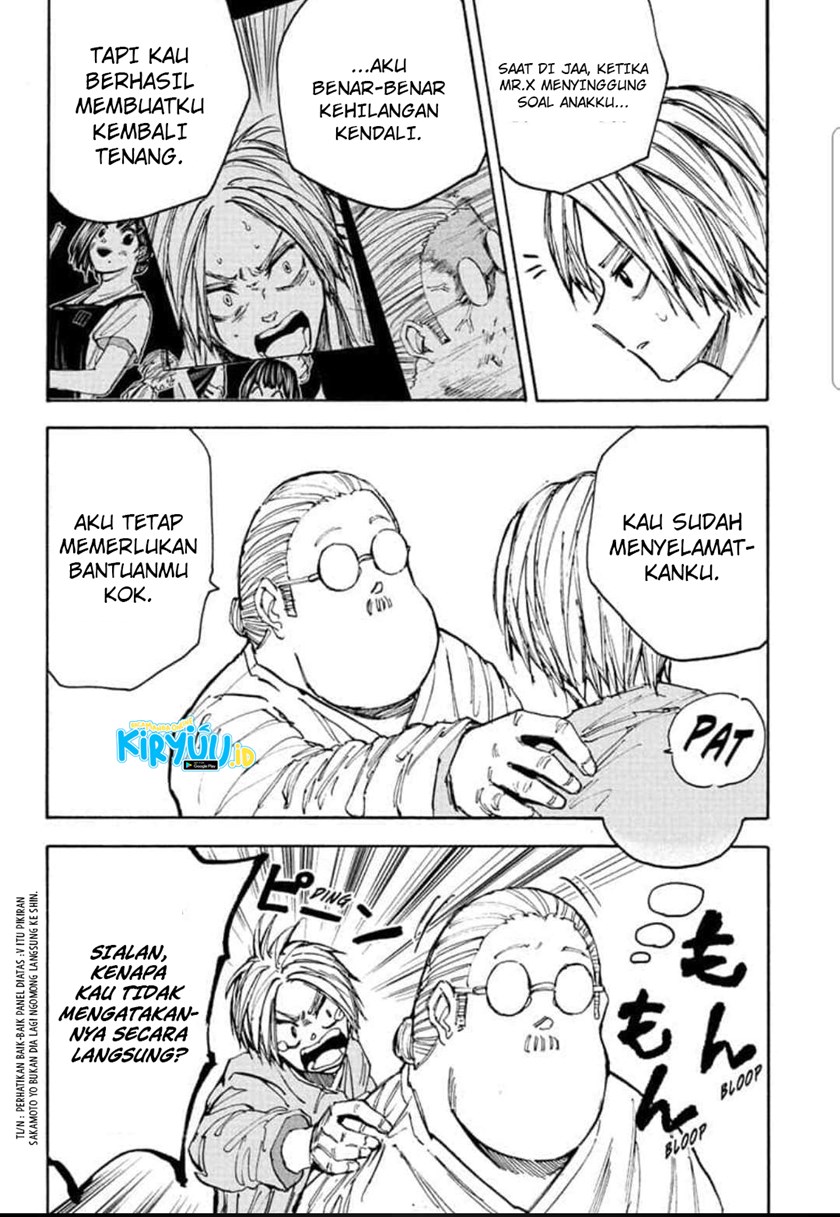 SAAT DI JAA, KETIKA
MR.X MENYINGGUNG
SOAL ANAKKU...
...AKU
BENAR-BENAR
KEHILANGAN
KENDALI.
TAPI KAU
BERHASIL
MEMBUATKU
KEMBALI
TENANG.
KAU SUDAH
MENYELAMAT-
KANKU.
AKU TETAP
MEMERLUKAN
BANTUANMU
KOK.
PAT
KIRYUU.ID
Google Play
ピーン
DING
SIALAN,
KENAPA
KAU TIDAK
MENGATAKAN-
NYA SECARA
LANGSUNG?
もん
もん
BLOOP
BLOOP
TL/N : PERHATIKAN BAIK-BAIK PANEL DIATAS :V ITU PIKIRAN
SAKAMOTO YO BUKAN DIA LAGI NGOMONG LANGSUNG KE SHIN.